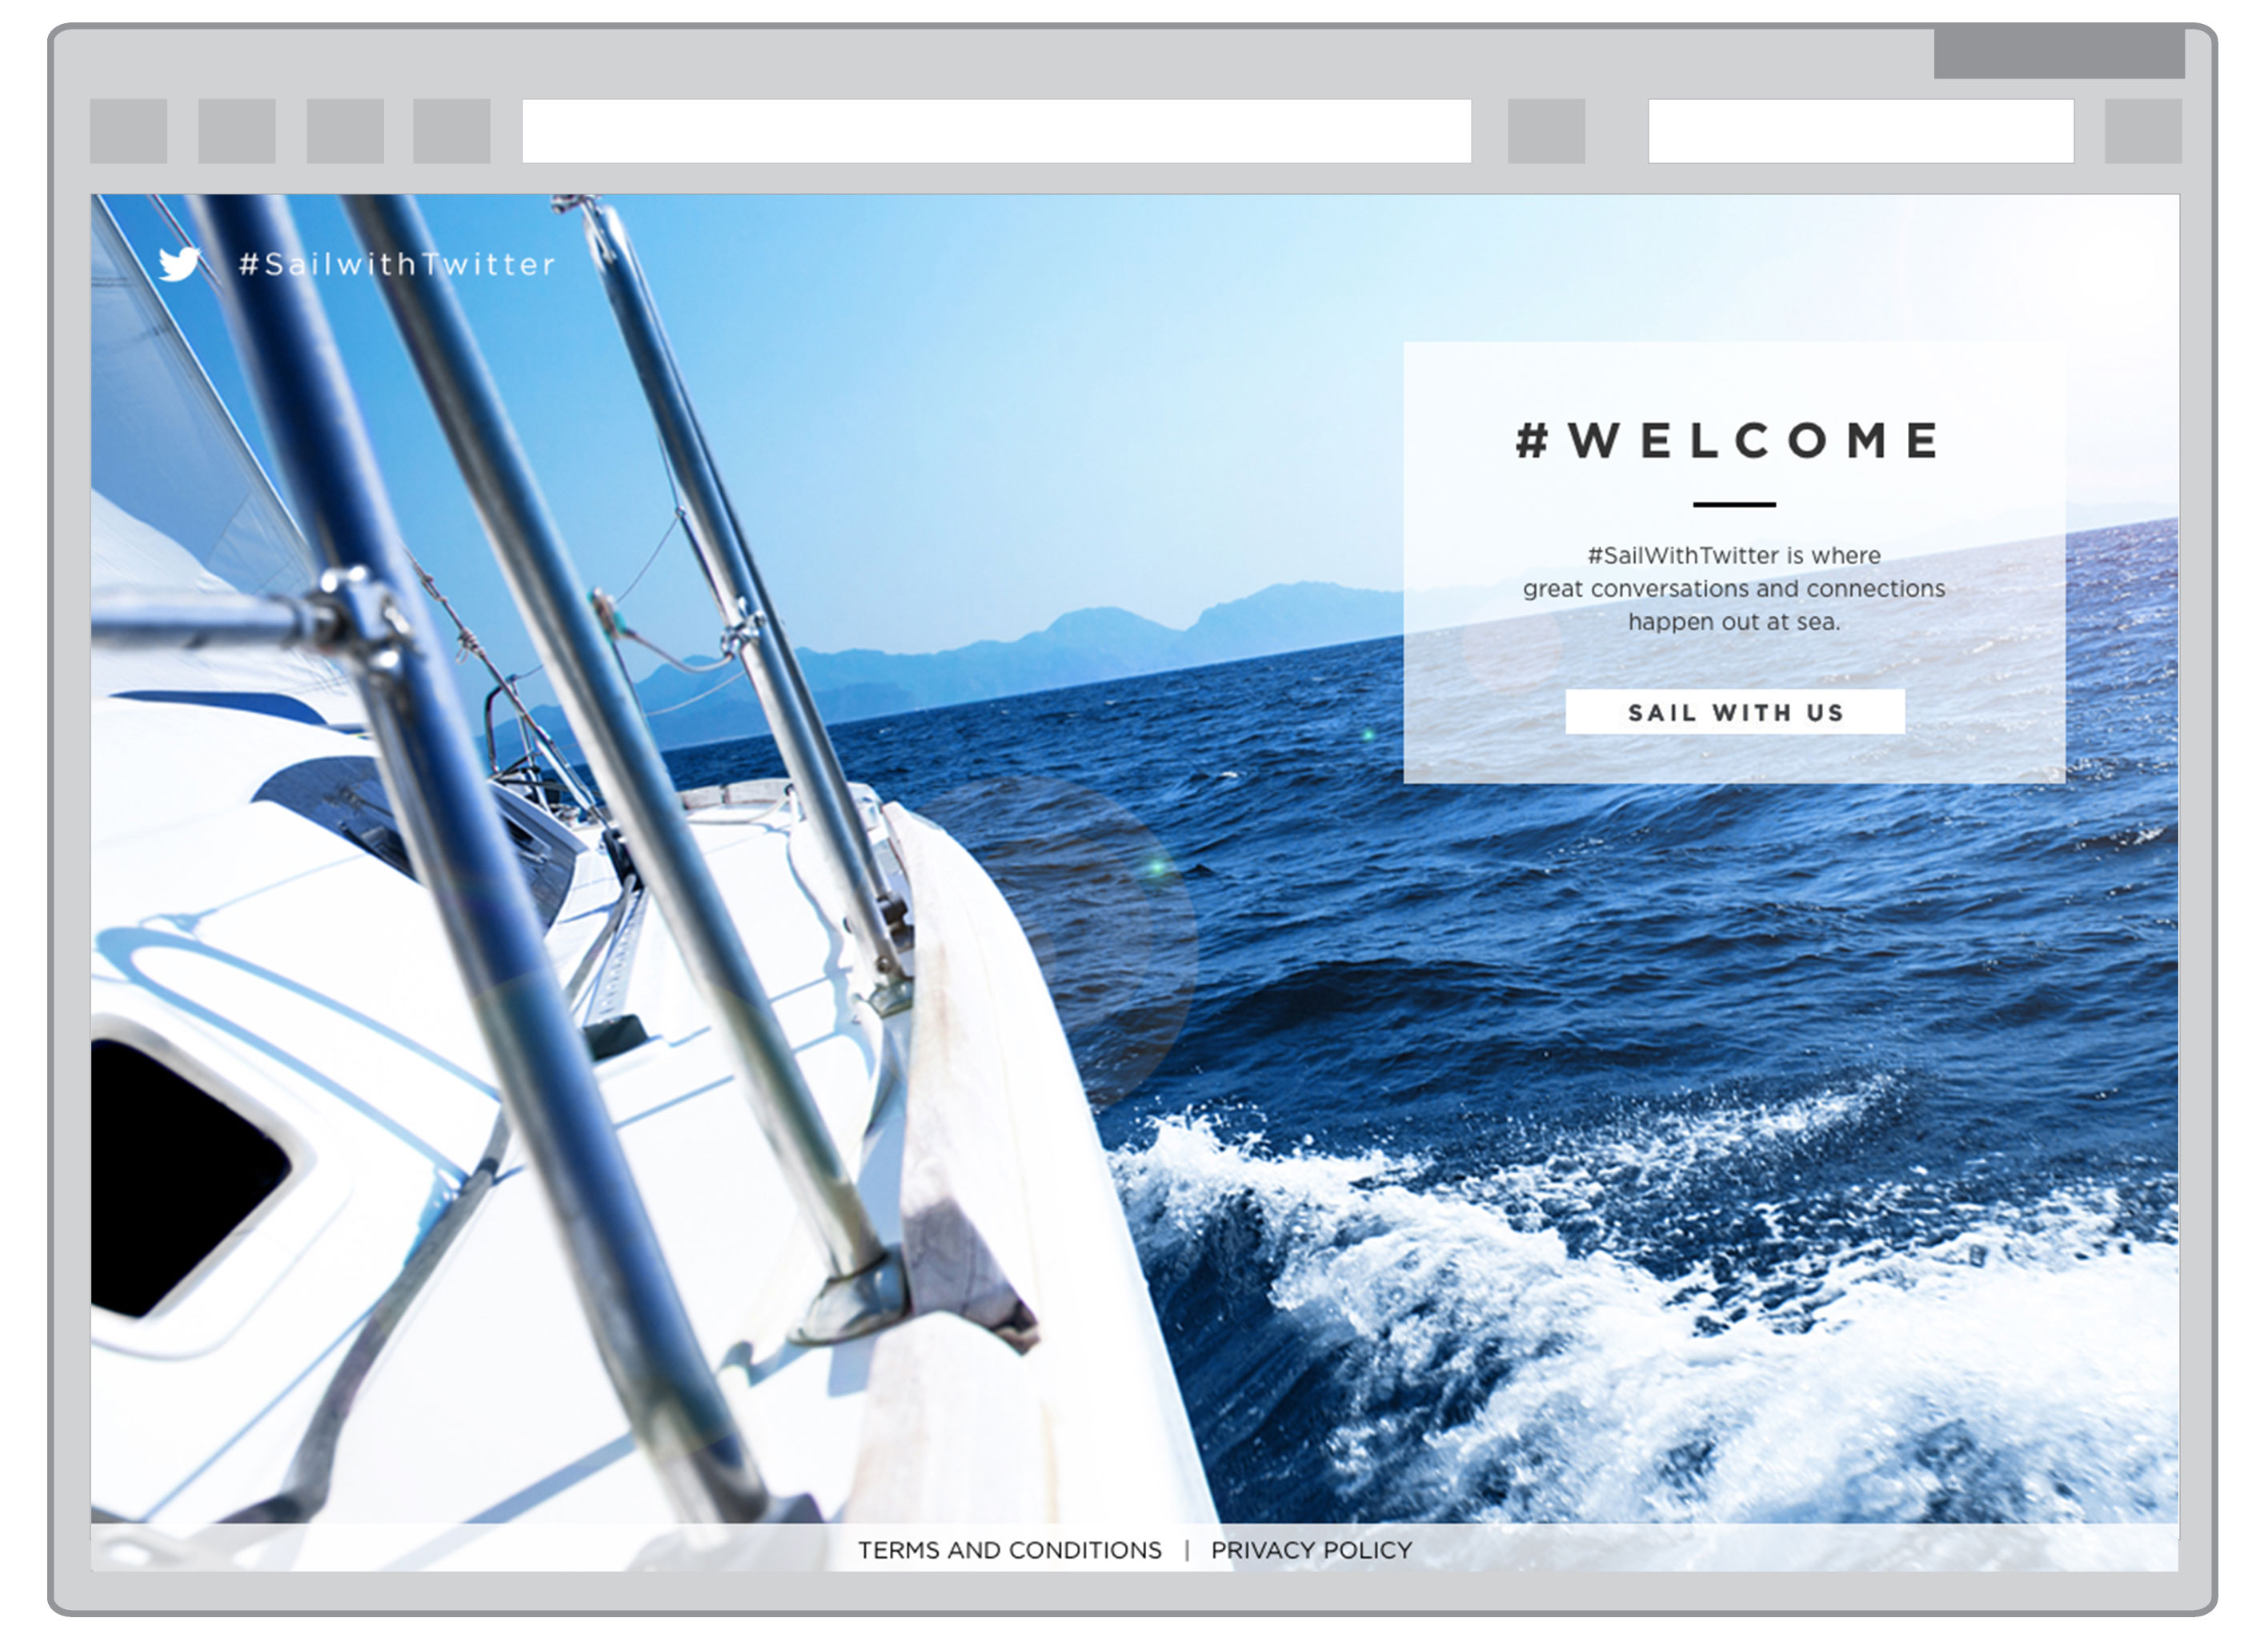 #SailwithTwitter
#WELCOME
#SailWithTwitter is where
great conversations and connections
happen out at sea.
SAIL WITH US
TERMS AND CONDITIONS | PRIVACY POLICY